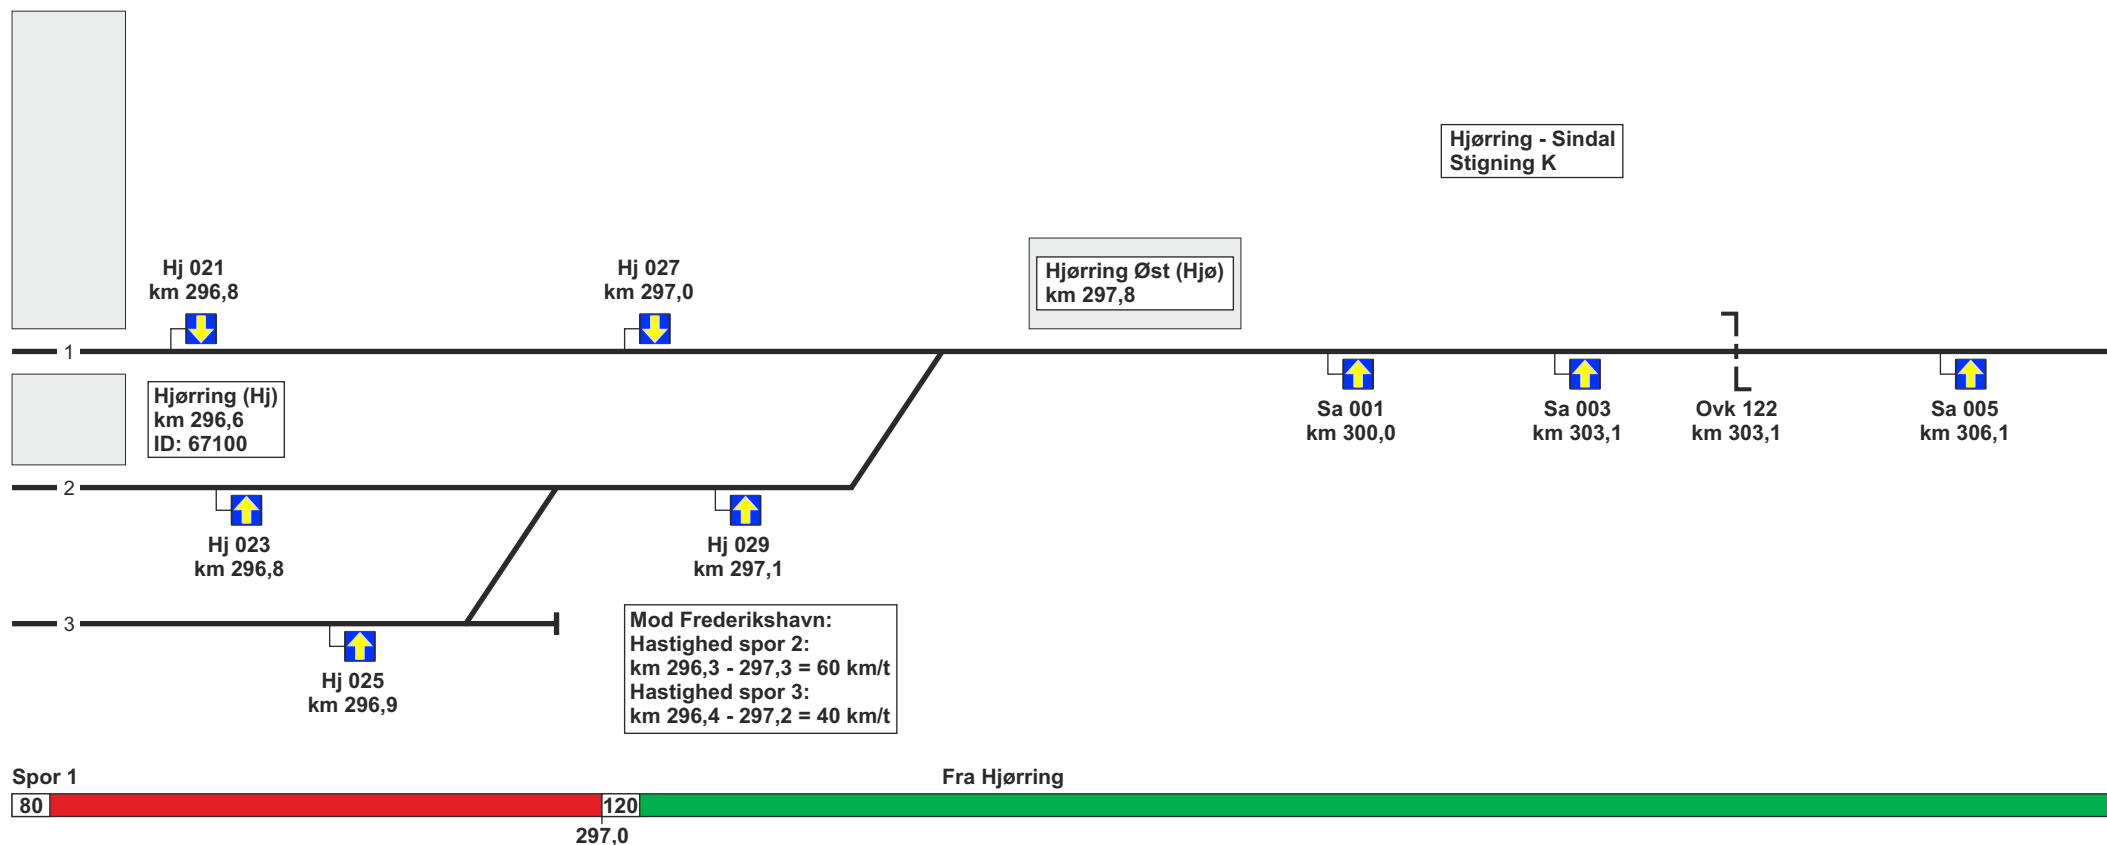 Hjørring - Sindal
Stigning K
Hj 021
km 296,8
Hj 027
km 297,0
Hjørring Øst (Hjø)
km 297,8
1
Hjørring (Hj)
km 296,6
ID: 67100
Sa 001
km 300,0
Sa 003
km 303,1
Ovk 122
km 303,1
Sa 005
km 306,1
2
Hj 023
km 296,8
Hj 029
km 297,1
3
Hj 025
km 296,9
Mod Frederikshavn:
Hastighed spor 2:
km 296,3 - 297,3 = 60 km/t
Hastighed spor 3:
km 296,4 - 297,2 = 40 km/t
Spor 1
Fra Hjørring
80
120
297,0